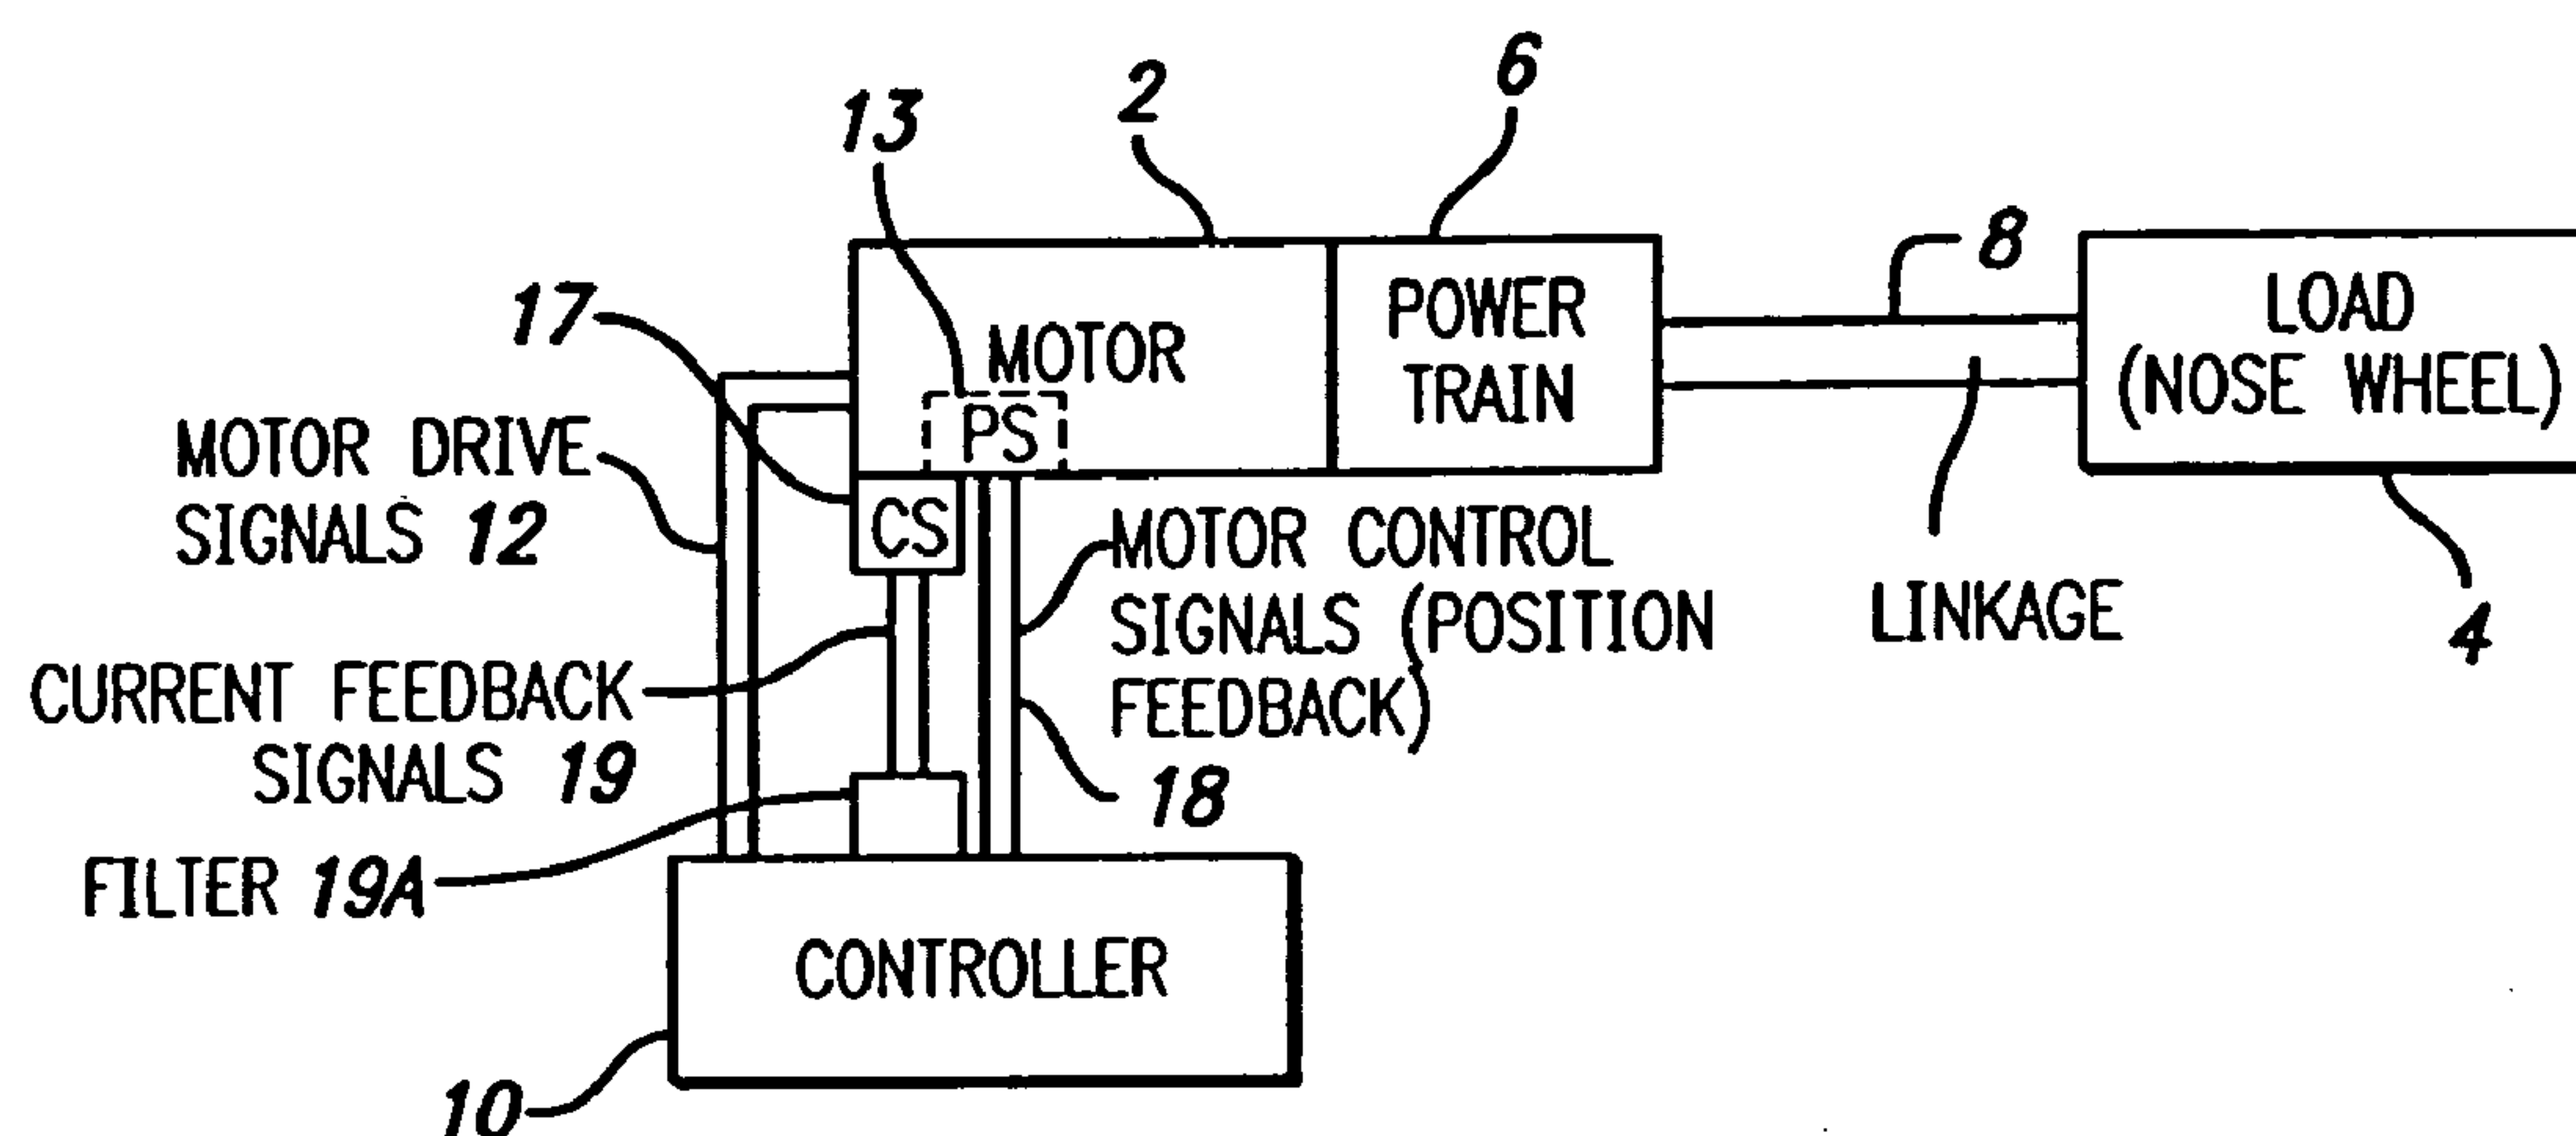 6
2
13
8
17
MOTOR
POWER
TRAIN
LOAD
(NOSE WHEEL)
PS
MOTOR DRIVE
SIGNALS 12
CS
MOTOR CONTROL
SIGNALS (POSITION
FEEDBACK)
LINKAGE
4
CURRENT FEEDBACK
SIGNALS 19
18
FILTER 19A
CONTROLLER
10